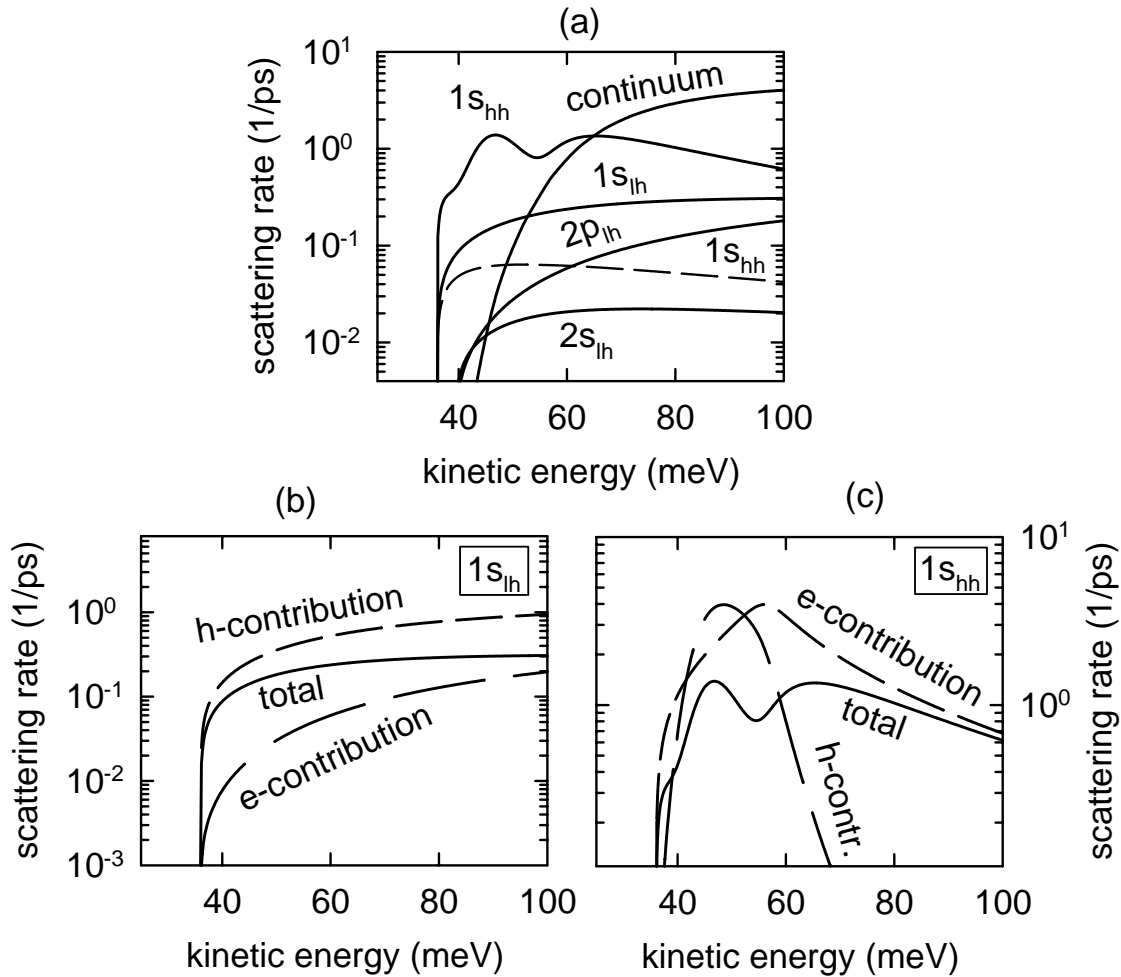 (a)
scattering rate (1/ps)
10¹
10⁰
10⁻¹
10⁻²
1s_hh
continuum
1s_lh
2p_lh
1s_hh
2s_lh
40 60 80 100
kinetic energy (meV)
(b)
scattering rate (1/ps)
10⁰
10⁻¹
10⁻²
10⁻³
1s_lh
h-contribution
total
e-contribution
40 60 80 100
kinetic energy (meV)
(c)
1s_hh
e-contribution
total
h-contr.
10¹
10⁰
scattering rate (1/ps)
40 60 80 100
kinetic energy (meV)